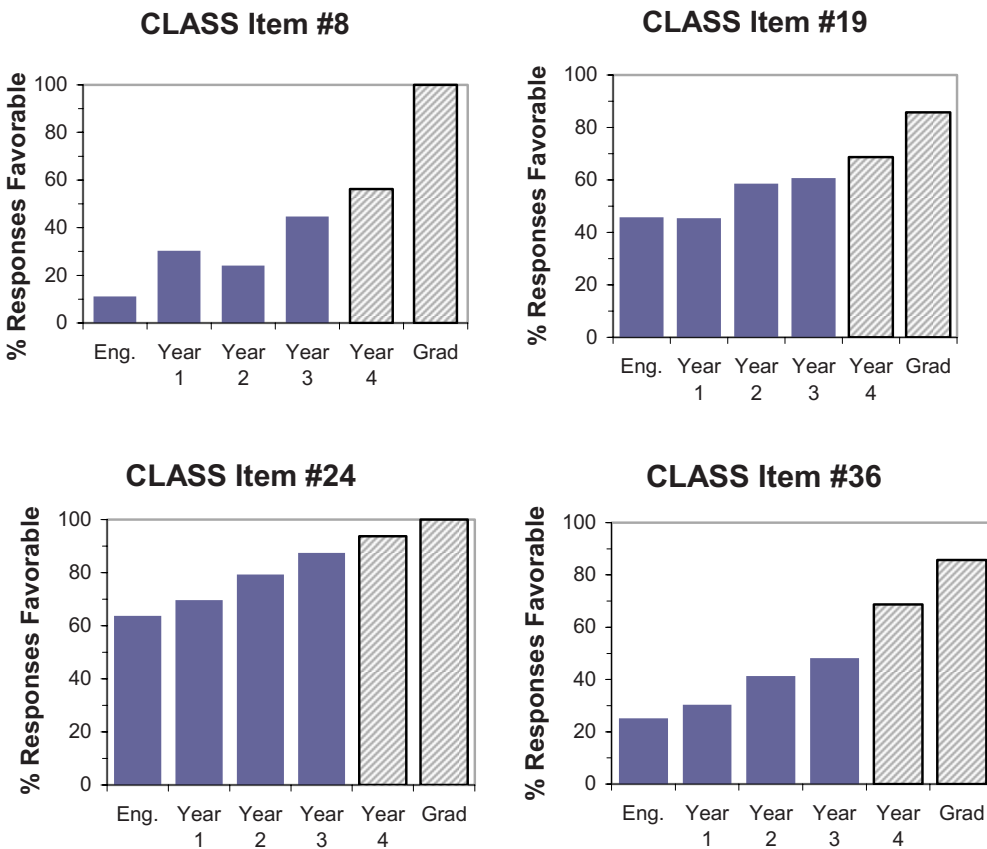 CLASS Item #8
% Responses Favorable
100
80
60
40
20
0
Eng. Year Year Year Year Grad
1 2 3 4
CLASS Item #19
% Responses Favorable
100
80
60
40
20
0
Eng. Year Year Year Year Grad
1 2 3 4
CLASS Item #24
% Responses Favorable
100
80
60
40
20
0
Eng. Year Year Year Year Grad
1 2 3 4
CLASS Item #36
% Responses Favorable
100
80
60
40
20
0
Eng. Year Year Year Year Grad
1 2 3 4